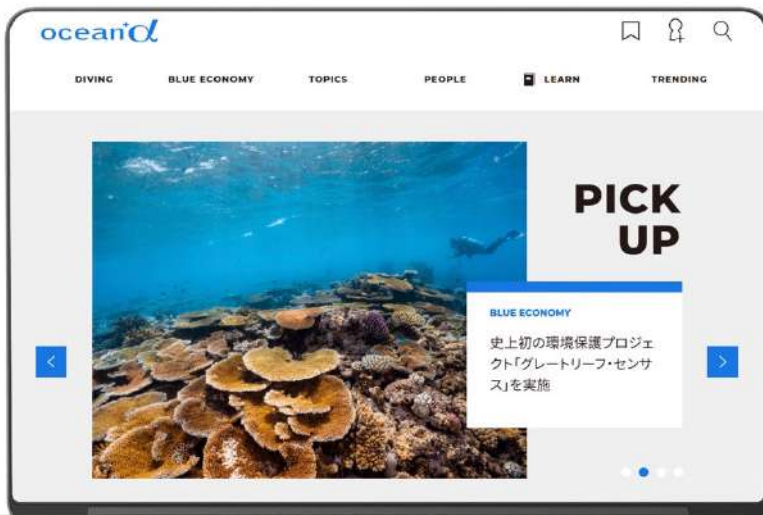 ocean+α
DIVING BLUE ECONOMY TOPICS PEOPLE LEARN TRENDING
PICK
UP
BLUE ECONOMY
史上初の環境保護プロジェ
クト「グレートリーフ・センサ
ス」を実施